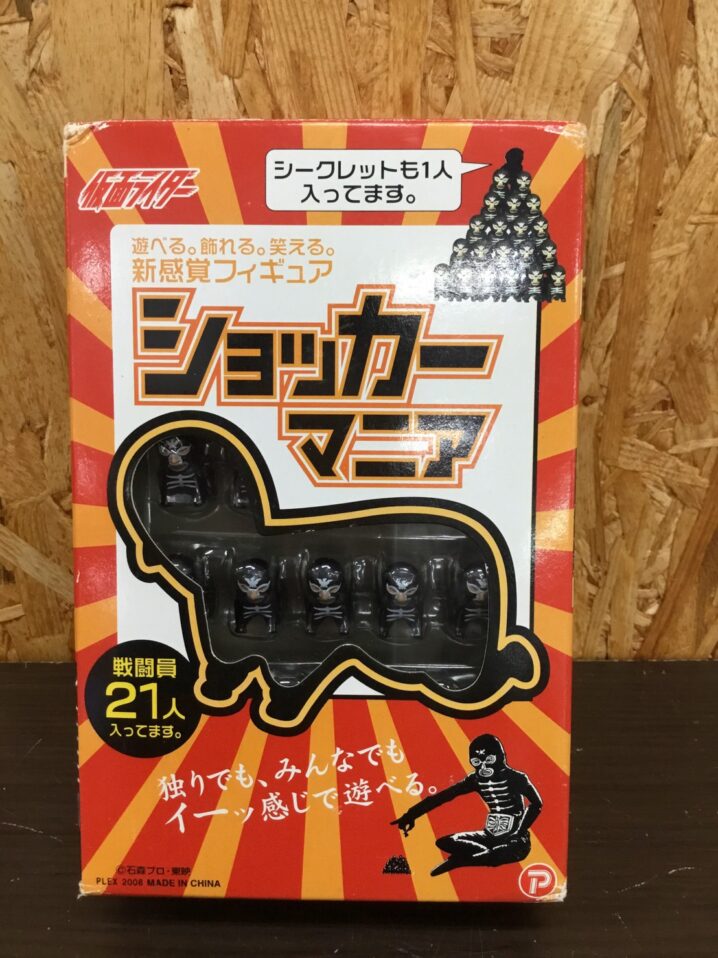 仮面ライダー
シークレットも1人
入ってます。
遊べる。飾れる。笑える。
新感覚フィギュア
ショッカー
マニア
戦闘員
21人
入ってます。
独りでも、みんなでも
イーッ感じで遊べる。
©石森プロ・東映
PLEX 2006 MADE IN CHINA
P